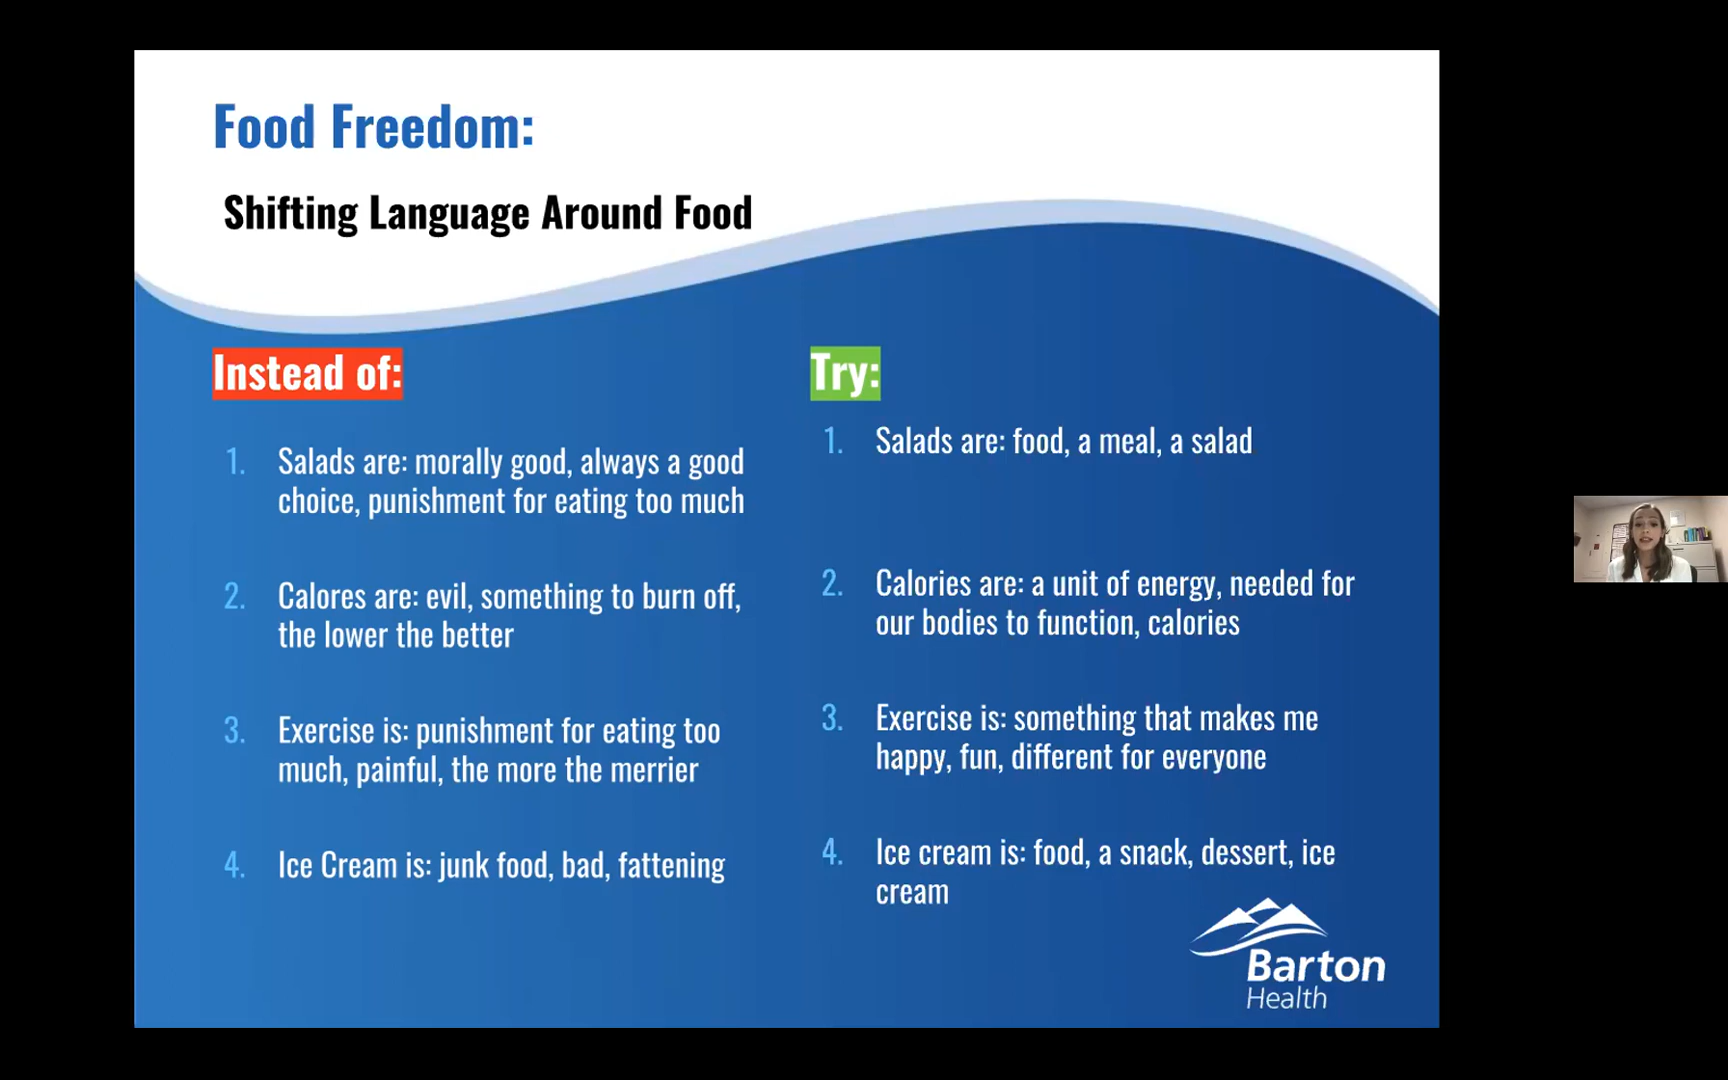 Food Freedom:
Shifting Language Around Food
Instead of:
1. Salads are: morally good, always a good
choice, punishment for eating too much
2. Calores are: evil, something to burn off,
the lower the better
3. Exercise is: punishment for eating too
much, painful, the more the merrier
4. Ice Cream is: junk food, bad, fattening
Try:
1. Salads are: food, a meal, a salad
2. Calories are: a unit of energy, needed for
our bodies to function, calories
3. Exercise is: something that makes me
happy, fun, different for everyone
4. Ice cream is: food, a snack, dessert, ice
cream
Barton
Health